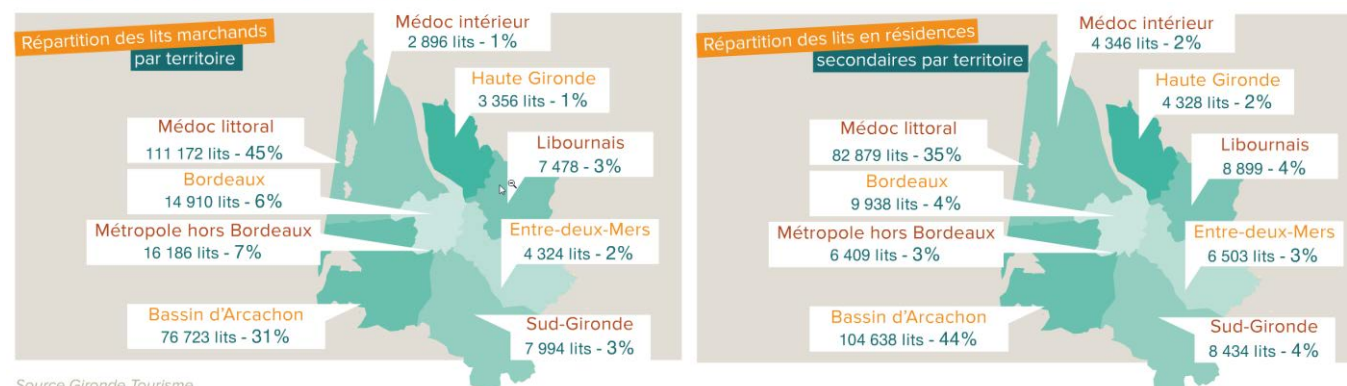 Répartition des lits marchands
par territoire
Médoc intérieur
2 896 lits - 1%
Haute Gironde
3 356 lits - 1%
Médoc littoral
111 172 lits - 45%
Libournais
7 478 - 3%
Bordeaux
14 910 lits - 6%
Métropole hors Bordeaux
16 186 lits - 7%
Entre-deux-Mers
4 324 lits - 2%
Bassin d'Arcachon
76 723 lits - 31%
Sud-Gironde
7 994 lits - 3%
Source Gironde Tourisme
Répartition des lits en résidences
secondaires par territoire
Médoc intérieur
4 346 lits - 2%
Haute Gironde
4 328 lits - 2%
Médoc littoral
82 879 lits - 35%
Libournais
8 899 - 4%
Bordeaux
9 938 lits - 4%
Métropole hors Bordeaux
6 409 lits - 3%
Entre-deux-Mers
6 503 lits - 3%
Bassin d'Arcachon
104 638 lits - 44%
Sud-Gironde
8 434 lits - 4%